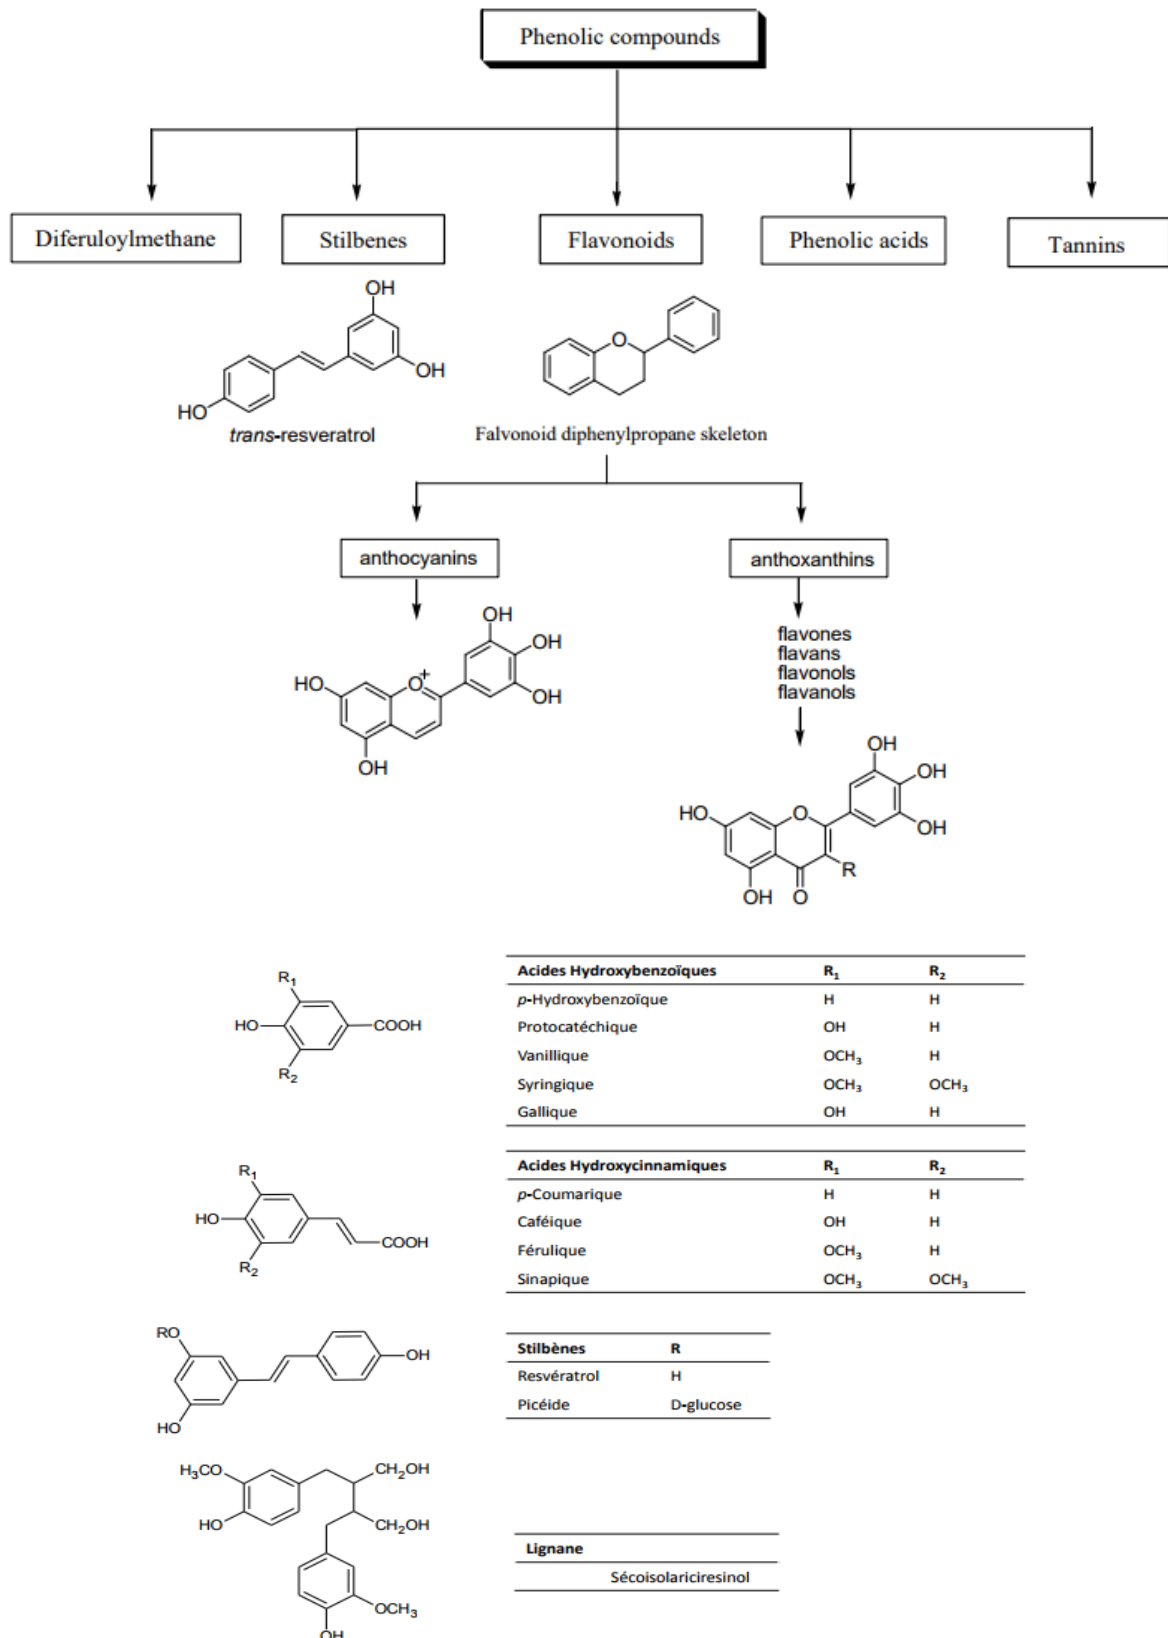 Phenolic compounds
Diferuloylmethane
Stilbenes
Flavonoids
Phenolic acids
Tannins
OH
OH
HO
trans-resveratrol
O
Falvonoid diphenylpropane skeleton
anthocyanins
anthoxanthins
OH
OH
OH
HO
O+
OH
flavones
flavans
flavonols
flavanols
OH
OH
OH
HO
O
R
OH
O
R1
HO
COOH
R2
Acides Hydroxybenzoïques R1 R2
p-Hydroxybenzoïque H H
Protocatéchique OH H
Vanillique OCH3 H
Syringique OCH3 OCH3
Gallique OH H
R1
HO
COOH
R2
Acides Hydroxycinnamiques R1 R2
p-Coumarique H H
Caféique OH H
Férulique OCH3 H
Sinapique OCH3 OCH3
RO
OH
HO
Stilbènes R
Resvératrol H
Picéide D-glucose
H3CO
CH2OH
HO
CH2OH
OCH3
OH
Lignane
Sécoisolariciresinol